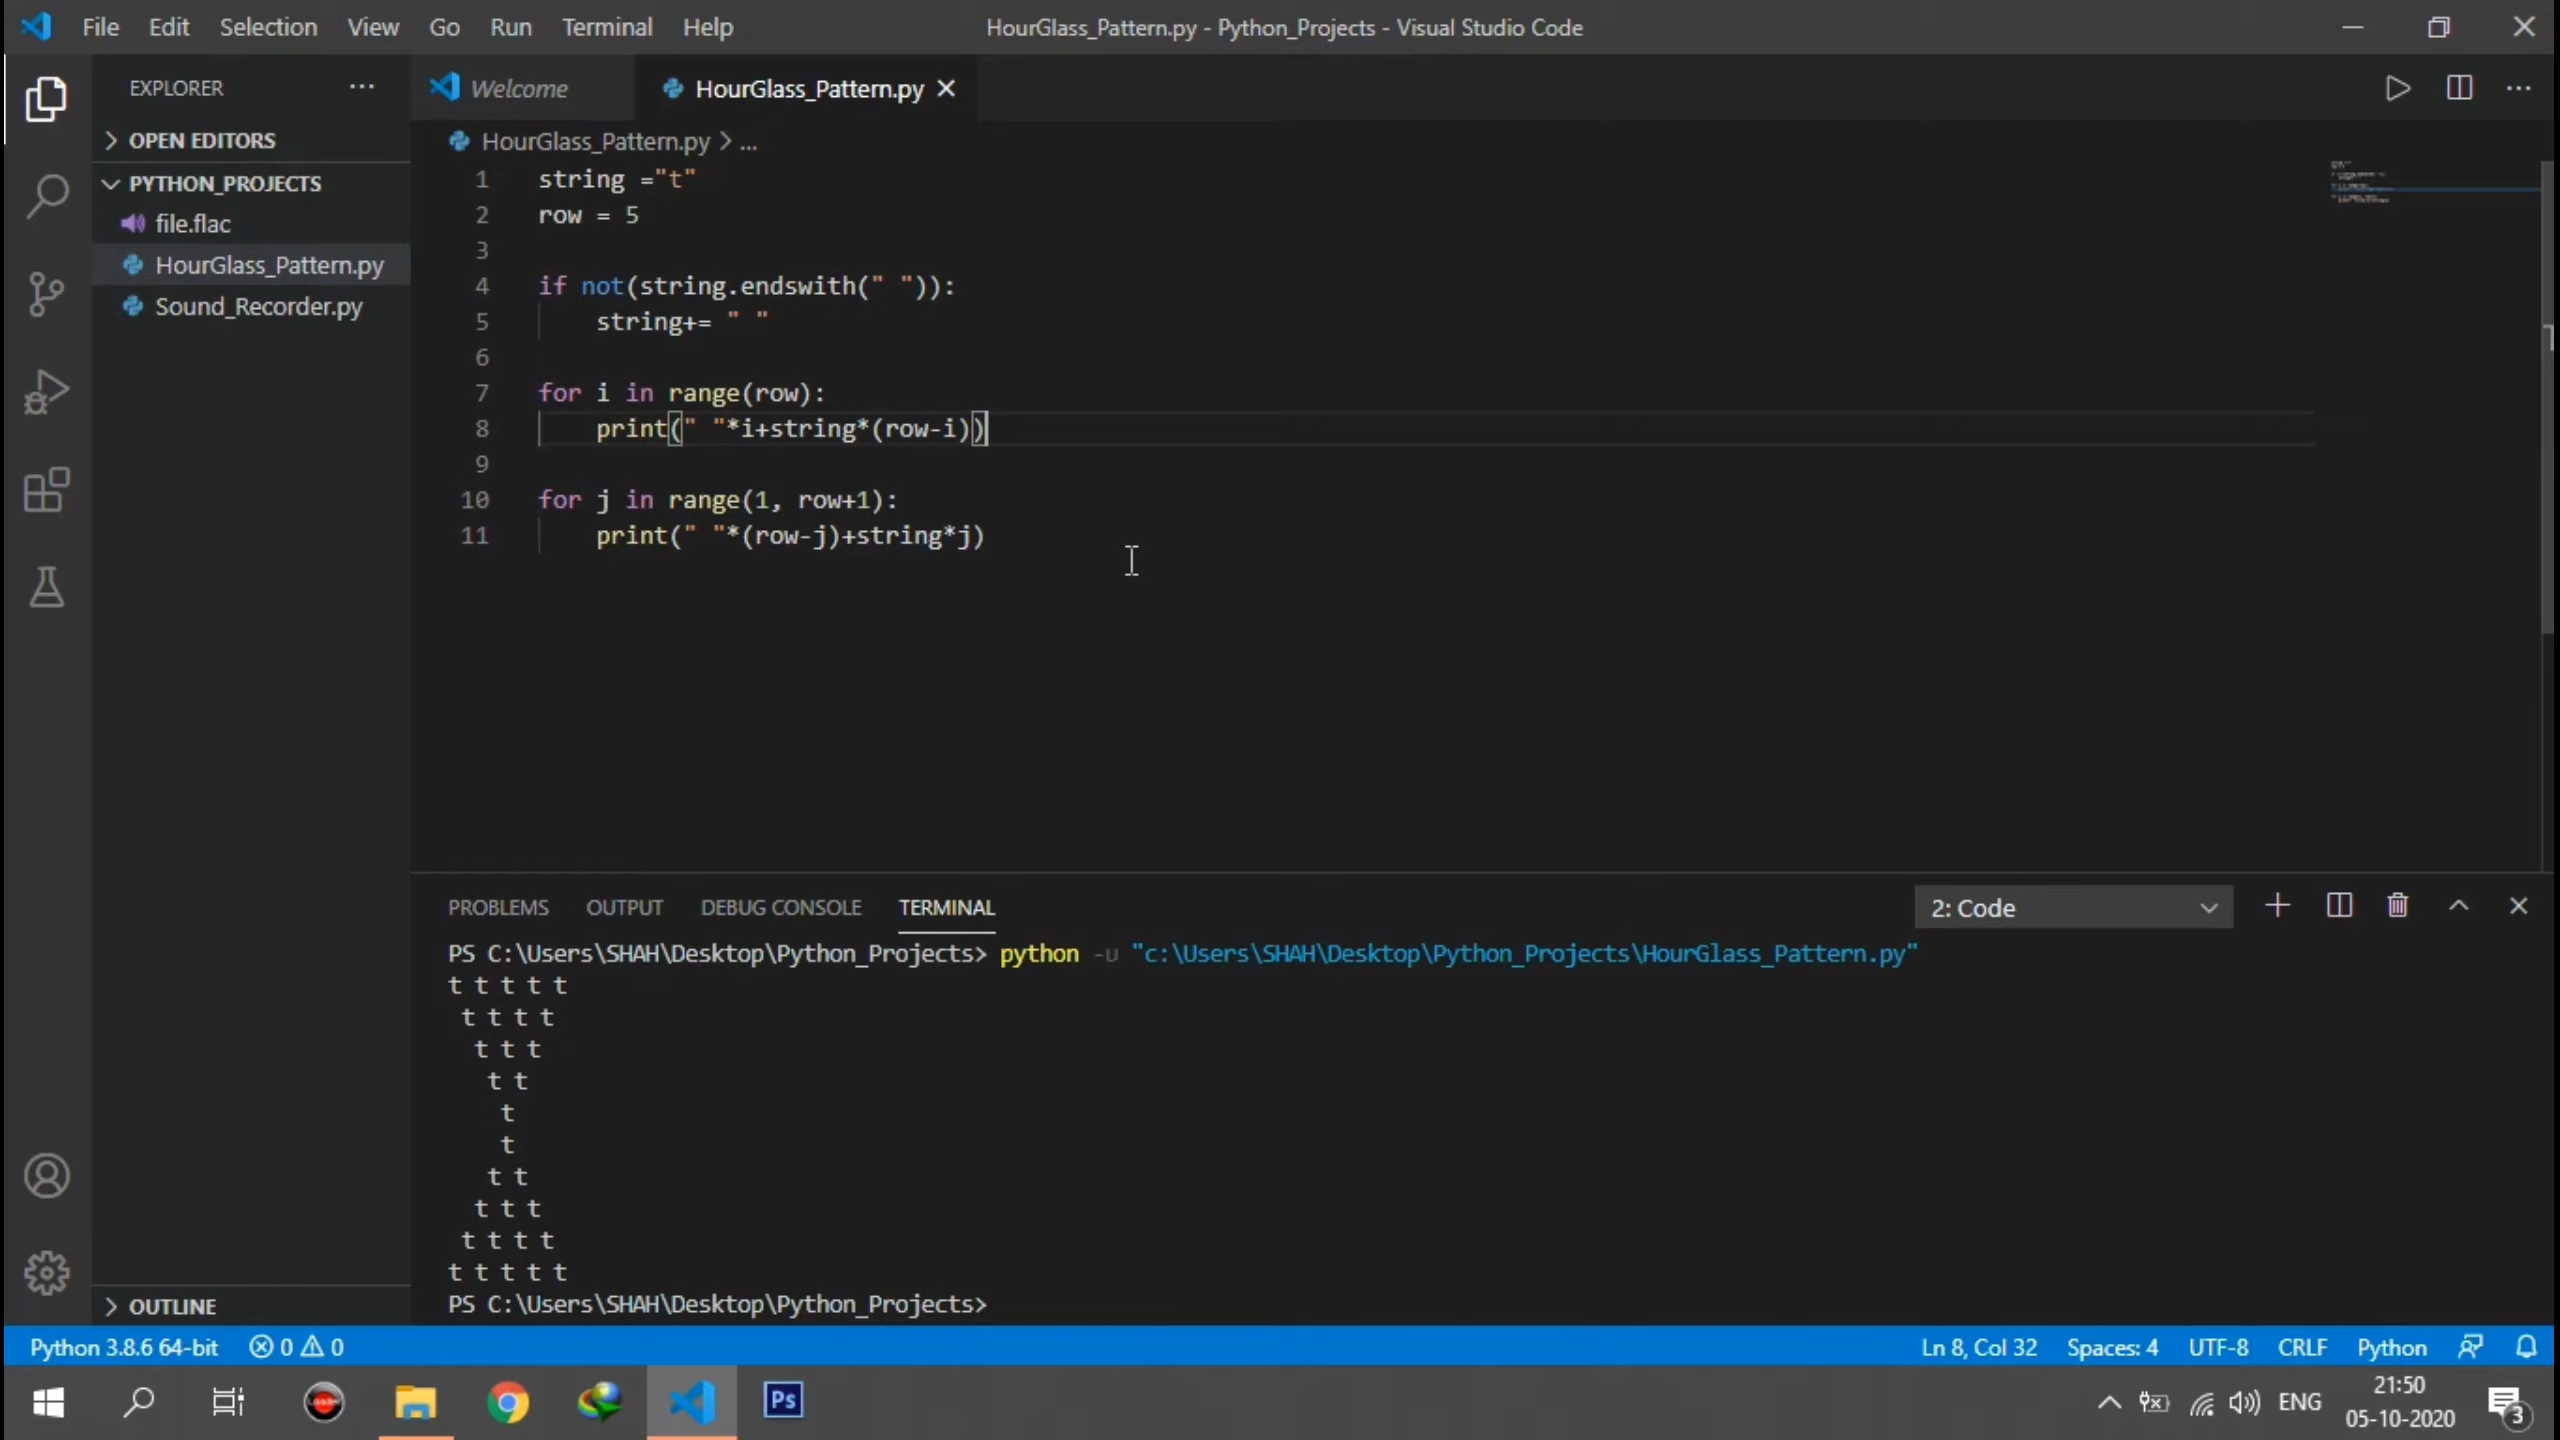 File Edit Selection View Go Run Terminal Help HourGlass_Pattern.py - Python_Projects - Visual Studio Code
EXPLORER
OPEN EDITORS
PYTHON_PROJECTS
file.flac
HourGlass_Pattern.py
Sound_Recorder.py
OUTLINE
Welcome HourGlass_Pattern.py
HourGlass_Pattern.py > ...
1 string ="t"
2 row = 5
3
4 if not(string.endswith(" ")):
5     string+= " "
6
7 for i in range(row):
8     print(" "*i+string*(row-i))
9
10 for j in range(1, row+1):
11     print(" "*(row-j)+string*j)
PROBLEMS OUTPUT DEBUG CONSOLE TERMINAL 2: Code
PS C:\Users\SHAH\Desktop\Python_Projects> python -u "c:\Users\SHAH\Desktop\Python_Projects\HourGlass_Pattern.py"
t t t t t
 t t t t
  t t t
   t t
    t
    t
   t t
  t t t
 t t t t
t t t t t
PS C:\Users\SHAH\Desktop\Python_Projects>
Python 3.8.6 64-bit 0 0 Ln 8, Col 32 Spaces: 4 UTF-8 CRLF Python
Ps ENG 21:50
05-10-2020
3